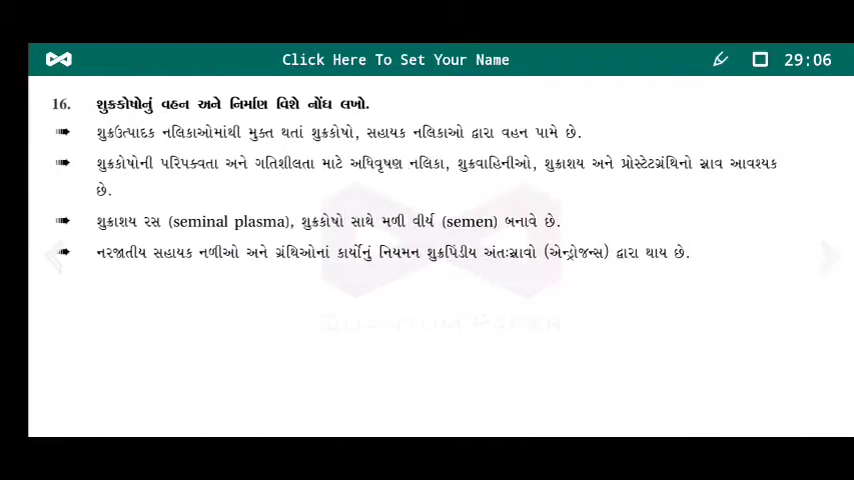 Click Here To Set Your Name
29:06
16. શુક્રકોષોનું વહન અને નિર્માણ વિશે નોંધ લખો.
શુક્રઉત્પાદક નલિકાઓમાંથી મુક્ત થતાં શુક્રકોષો, સહાયક નલિકાઓ દ્વારા વહન પામે છે.
શુક્રકોષોની પરિપક્વતા અને ગતિશીલતા માટે અધિવૃષણ નલિકા, શુક્રવાહિનીઓ, શુક્રાશય અને પ્રોસ્ટેટગ્રંથિનો સ્રાવ આવશ્યક
છે.
શુક્રાશય રસ (seminal plasma), શુક્રકોષો સાથે મળી વીર્ય (semen) બનાવે છે.
નરજાતીય સહાયક નળીઓ અને ગ્રંથિઓનાં કાર્યોનું નિયમન શુક્રપિંડીય અંતઃસ્રાવો (એન્ડ્રોજન્સ) દ્વારા થાય છે.
QUANTUM PAPER